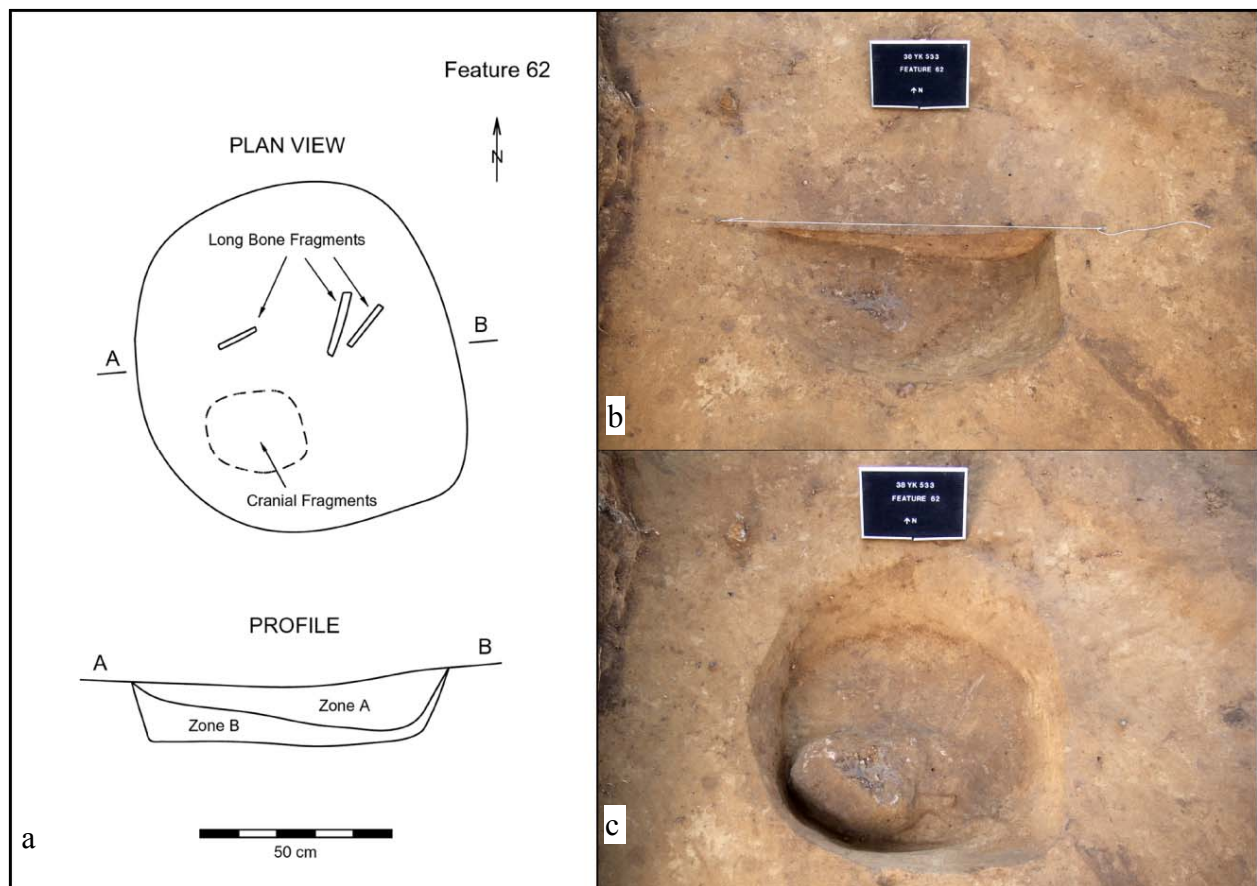 Feature 62
N
PLAN VIEW
Long Bone Fragments
A
B
Cranial Fragments
PROFILE
A
B
Zone A
Zone B
50 cm
a
38 YK 533
FEATURE 62
↑N
b
38 YK 533
FEATURE 62
↑N
c